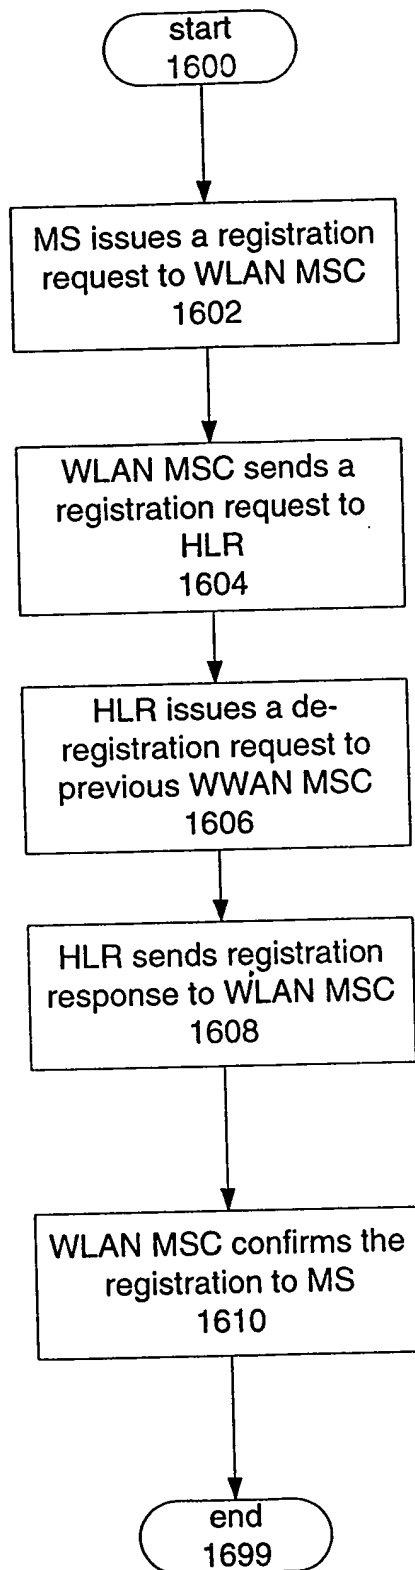 start
1600
MS issues a registration
request to WLAN MSC
1602
WLAN MSC sends a
registration request to
HLR
1604
HLR issues a de-
registration request to
previous WWAN MSC
1606
HLR sends registration
response to WLAN MSC
1608
WLAN MSC confirms the
registration to MS
1610
end
1699